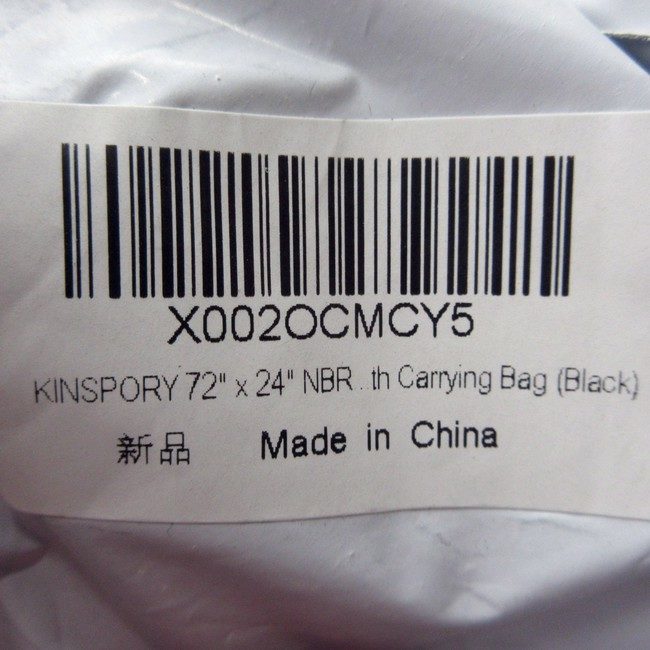 X002OCMCY5
KINSPORY 72" x 24" NBR ..th Carrying Bag (Black)
新品 Made in China